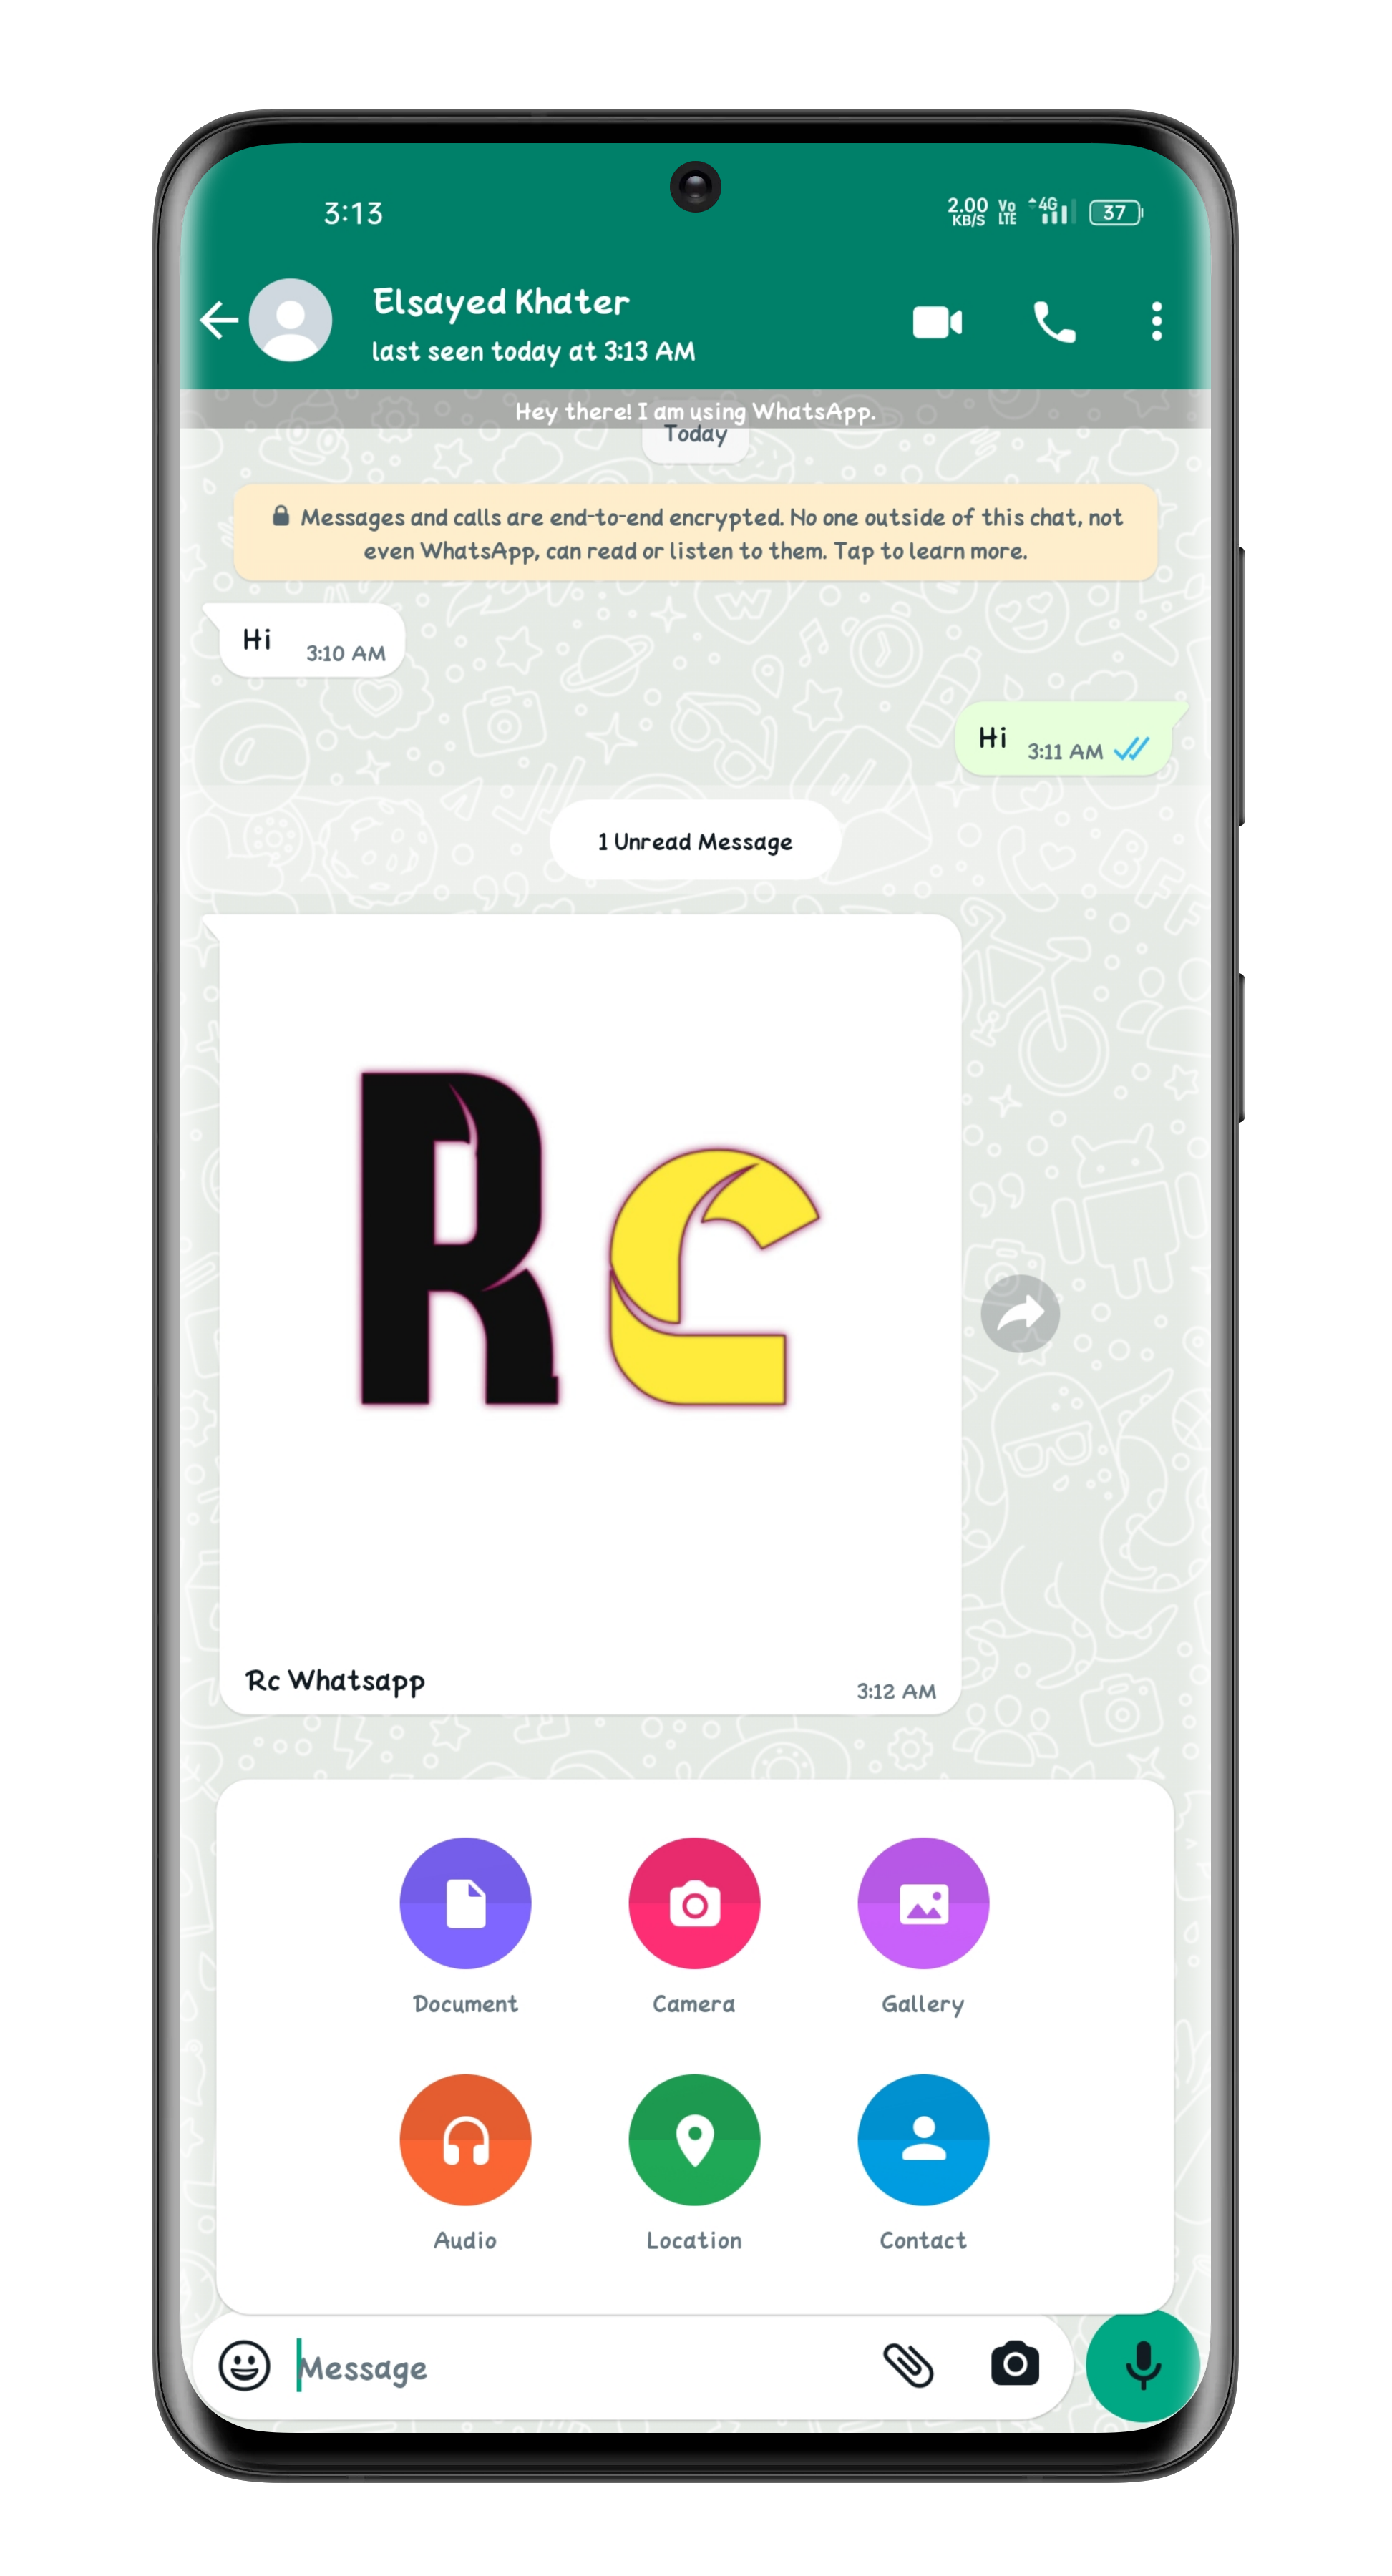 3:13
2.00 KB/S Vo LTE 4G 37
Elsayed Khater
last seen today at 3:13 AM
Hey there! I am using WhatsApp.
Today
Messages and calls are end-to-end encrypted. No one outside of this chat, not
even WhatsApp, can read or listen to them. Tap to learn more.
Hi 3:10 AM
Hi 3:11 AM
1 Unread Message
Rc
Rc Whatsapp 3:12 AM
Document Camera Gallery
Audio Location Contact
Message